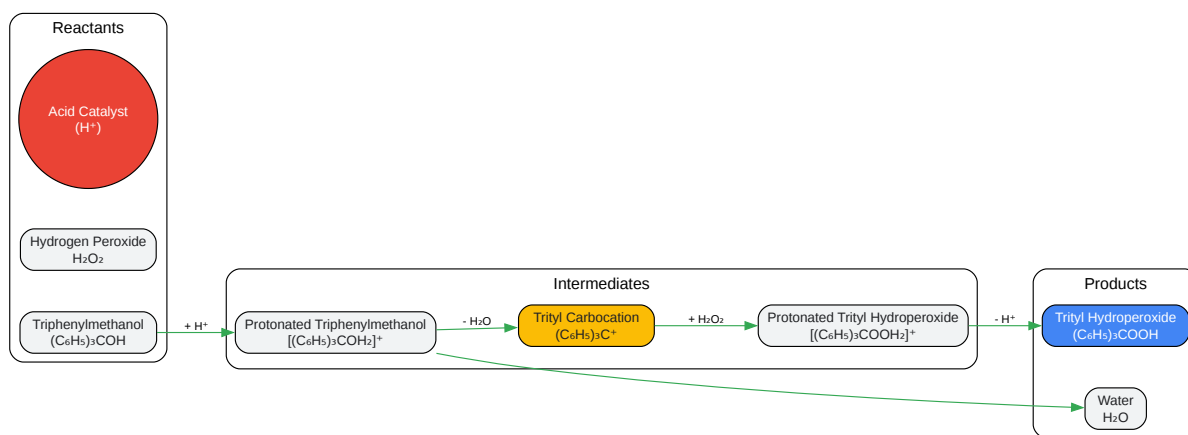 Reactants
Acid Catalyst
(H⁺)
Hydrogen Peroxide
H₂O₂
Triphenylmethanol
(C₆H₅)₃COH
+ H⁺
Intermediates
Protonated Triphenylmethanol
[(C₆H₅)₃COH₂]⁺
- H₂O
Trityl Carbocation
(C₆H₅)₃C⁺
+ H₂O₂
Protonated Trityl Hydroperoxide
[(C₆H₅)₃COOH₂]⁺
- H⁺
Products
Trityl Hydroperoxide
(C₆H₅)₃COOH
Water
H₂O